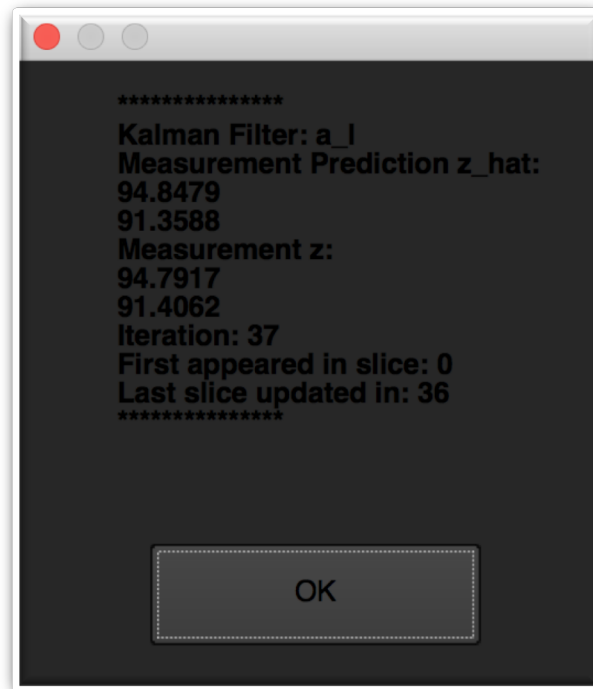 ***************
Kalman Filter: a_l
Measurement Prediction z_hat:
94.8479
91.3588
Measurement z:
94.7917
91.4062
Iteration: 37
First appeared in slice: 0
Last slice updated in: 36
***************
OK